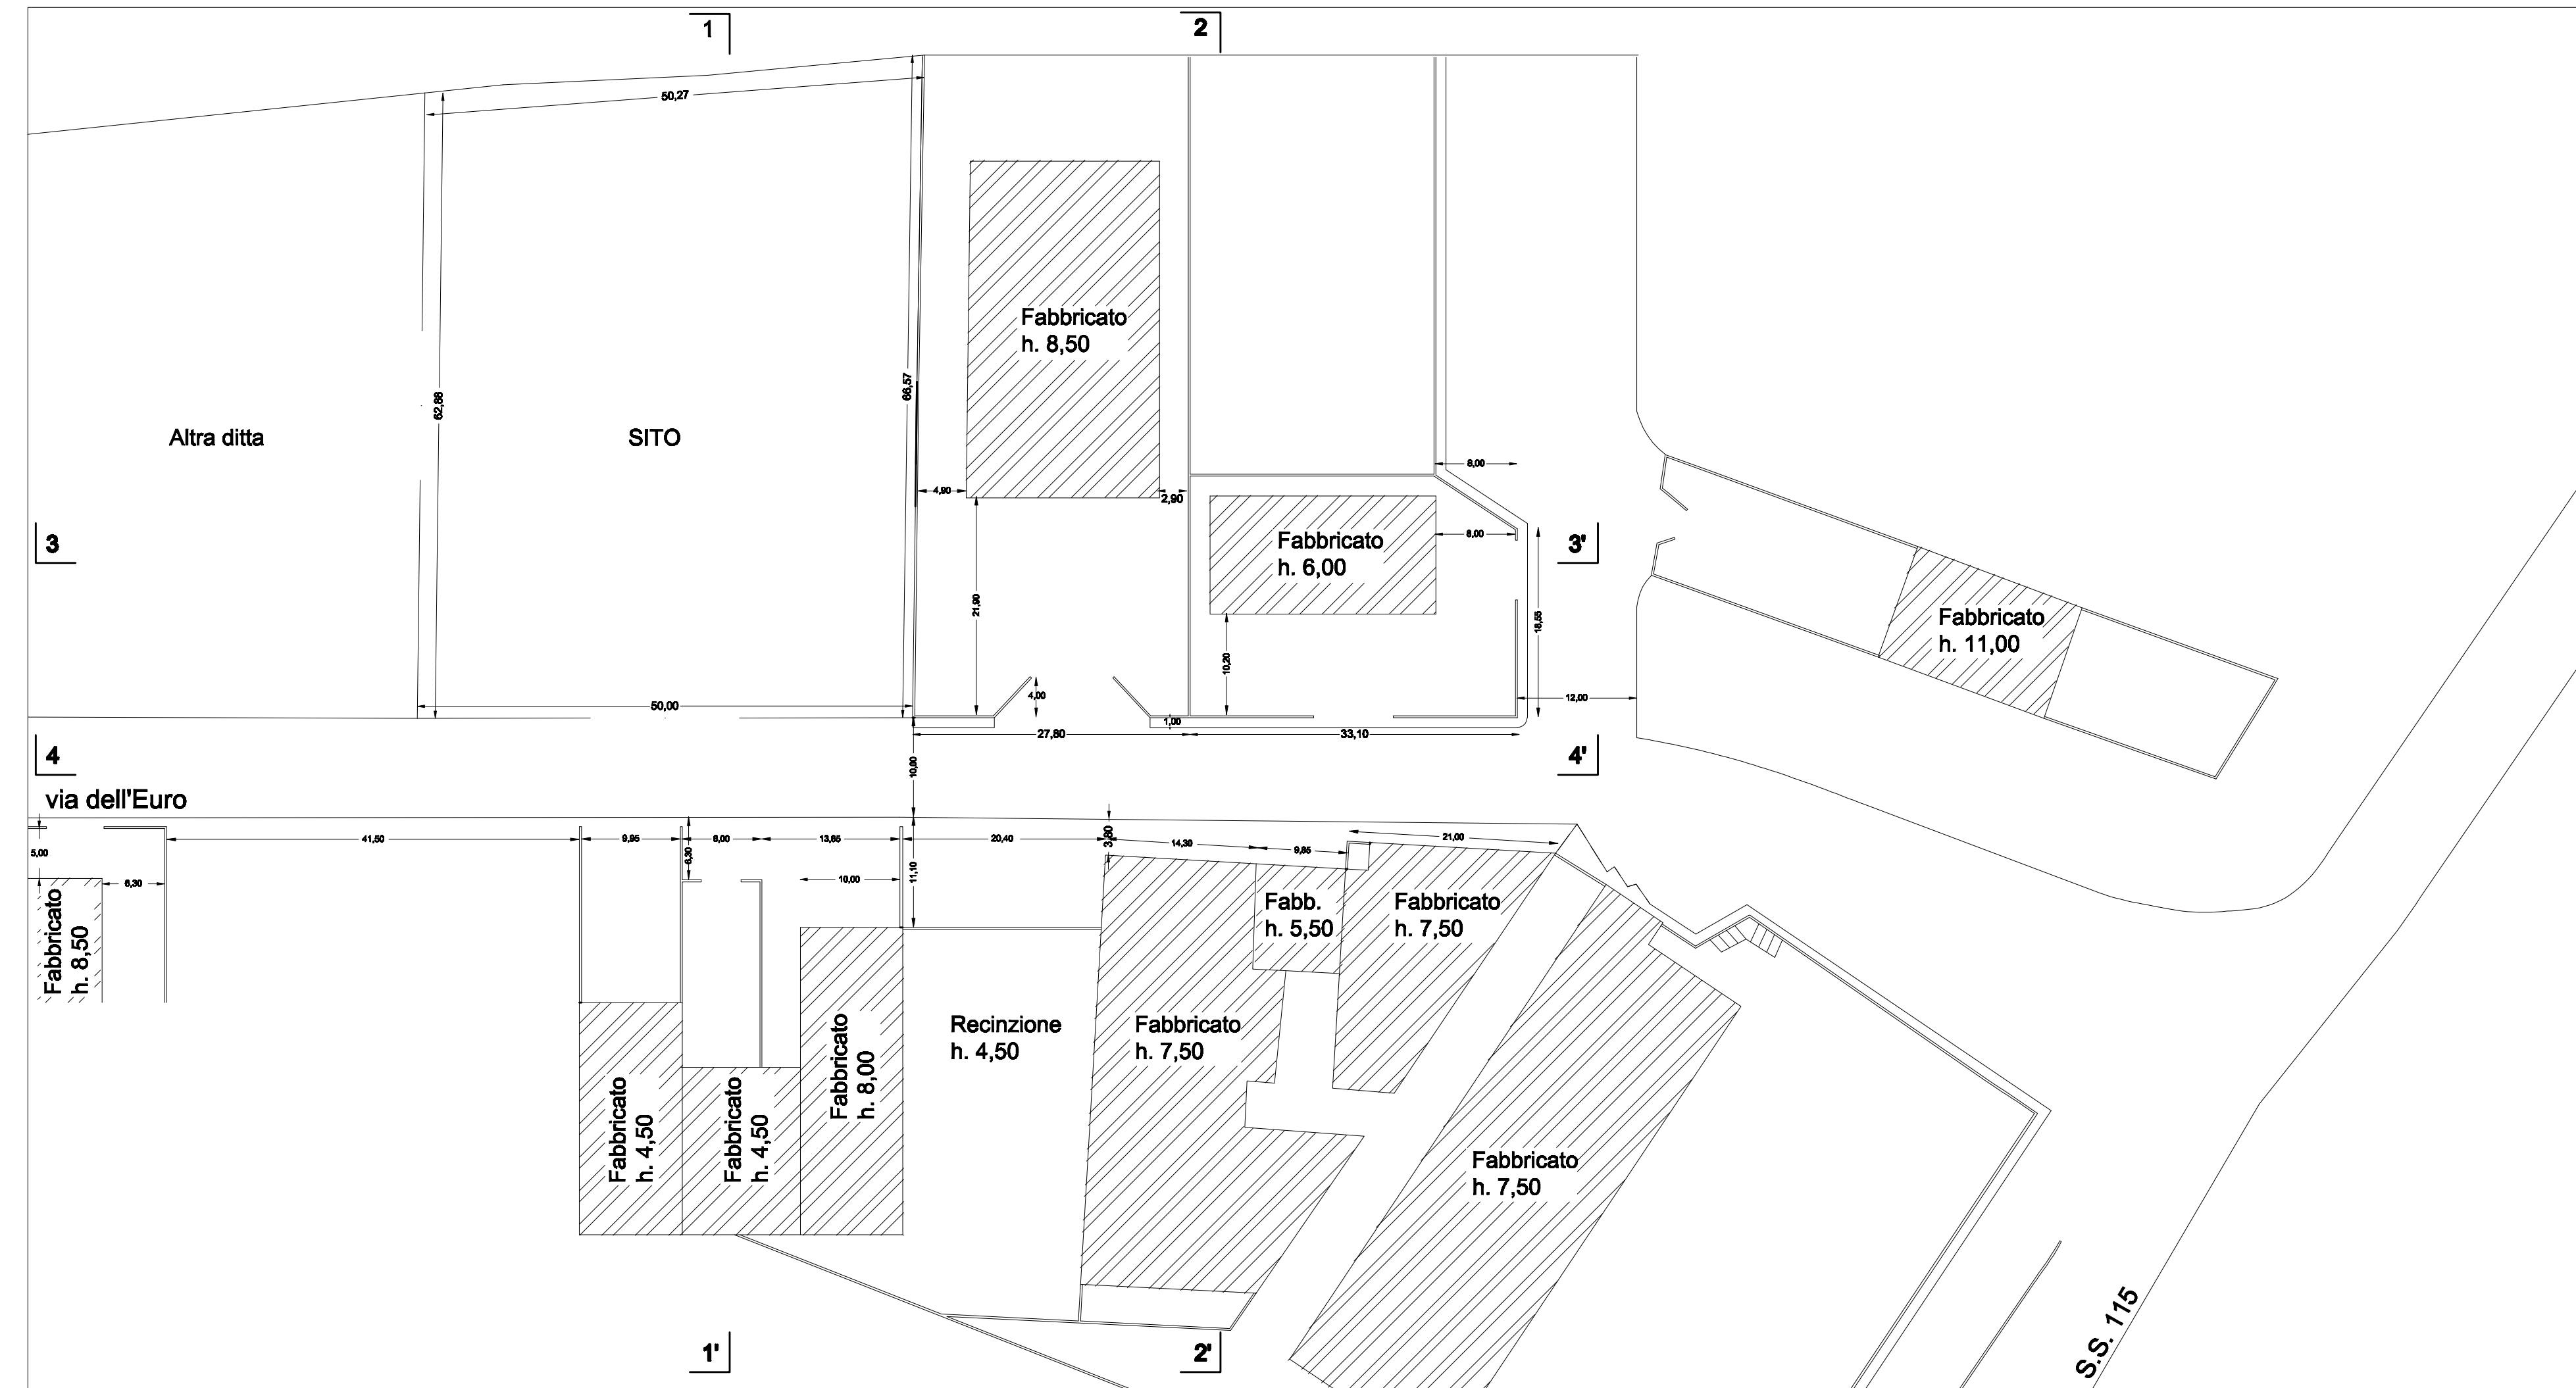 1
2
50,27
Fabbricato
h. 8,50
62,88
66,57
Altra ditta
SITO
8,00
4,90
2,90
3
Fabbricato
h. 6,00
8,00
3'
21,90
18,55
Fabbricato
h. 11,00
10,20
4,00
12,00
50,00
1,00
27,80
33,10
4
4'
10,00
via dell'Euro
41,50
9,95
8,00
13,85
20,40
3,80
14,30
9,85
21,00
5,00
6,30
6,30
10,00
11,10
Fabbricato
h. 8,50
Fabb.
h. 5,50
Fabbricato
h. 7,50
Recinzione
h. 4,50
Fabbricato
h. 7,50
Fabbricato
h. 8,00
Fabbricato
h. 4,50
Fabbricato
h. 4,50
Fabbricato
h. 7,50
S.S. 115
1'
2'